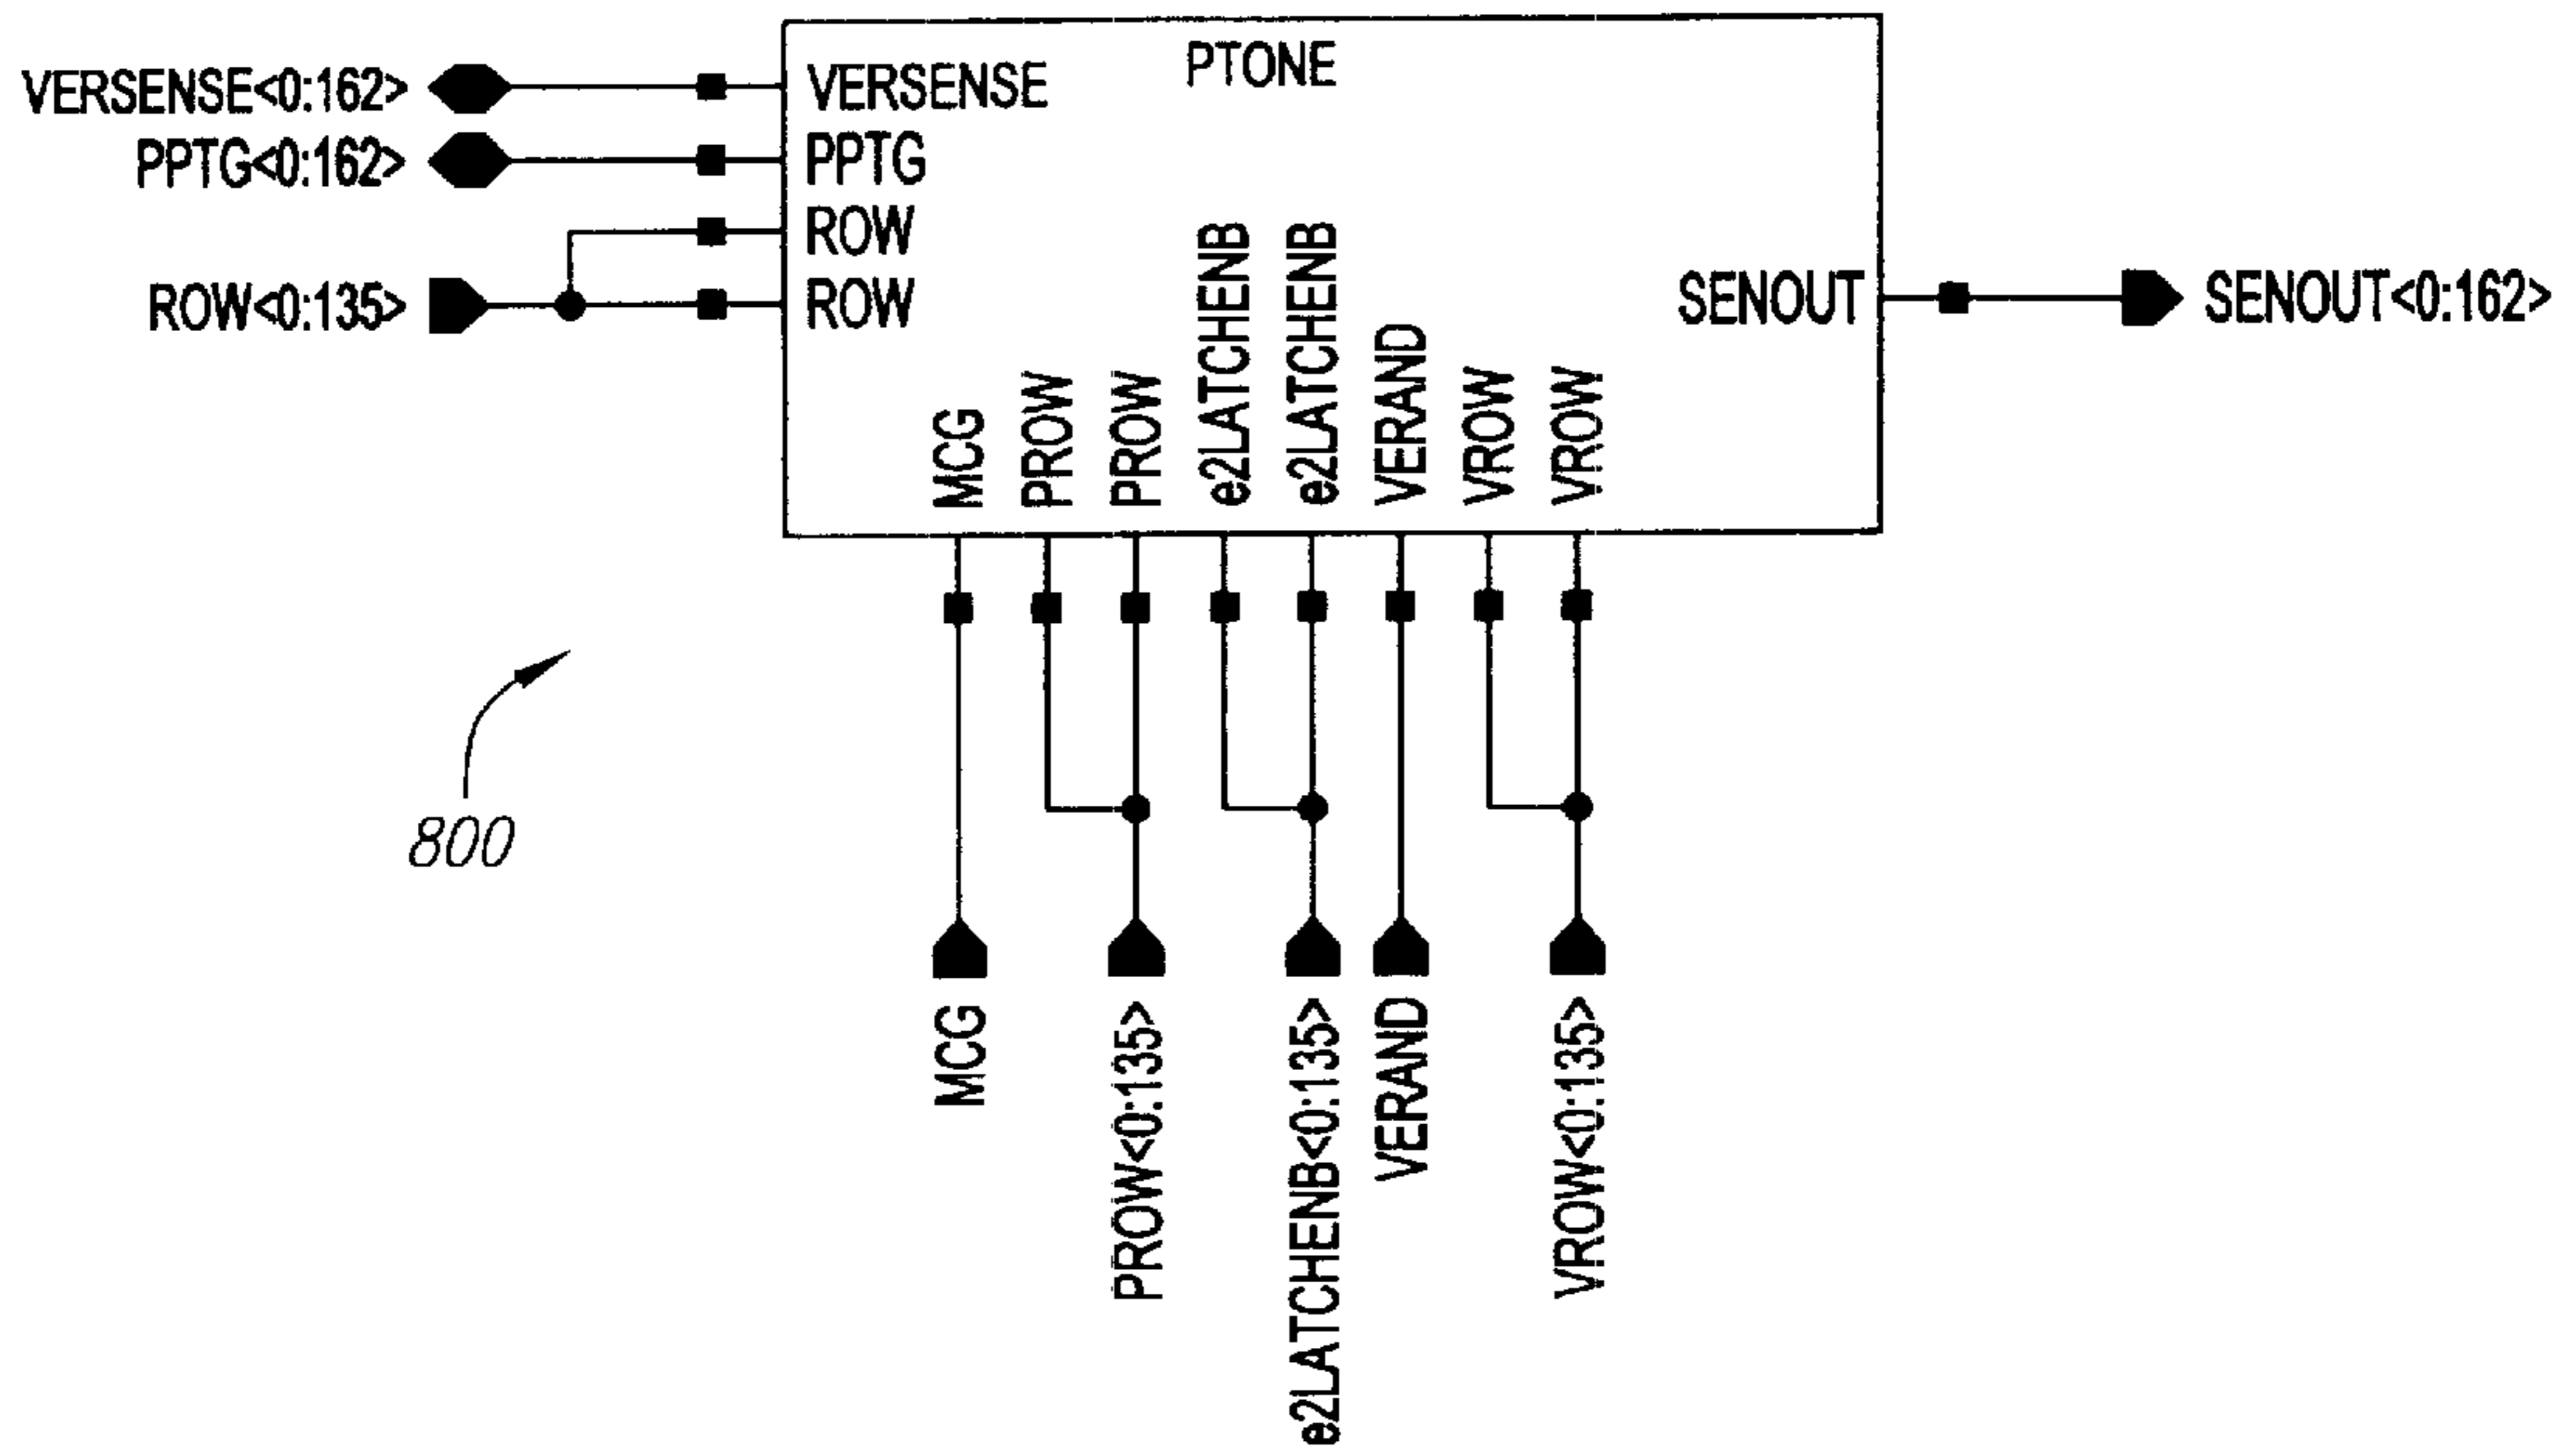 PTONE
VERSENSE<0:162>
VERSENSE
PPTG<0:162>
PPTG
ROW
ROW<0:135>
ROW
SENOUT
SENOUT<0:162>
MCG
PROW
PROW
e2LATCHENB
e2LATCHENB
VERAND
VROW
VROW
800
MCG
PROW<0:135>
e2LATCHENB<0:135>
VERAND
VROW<0:135>